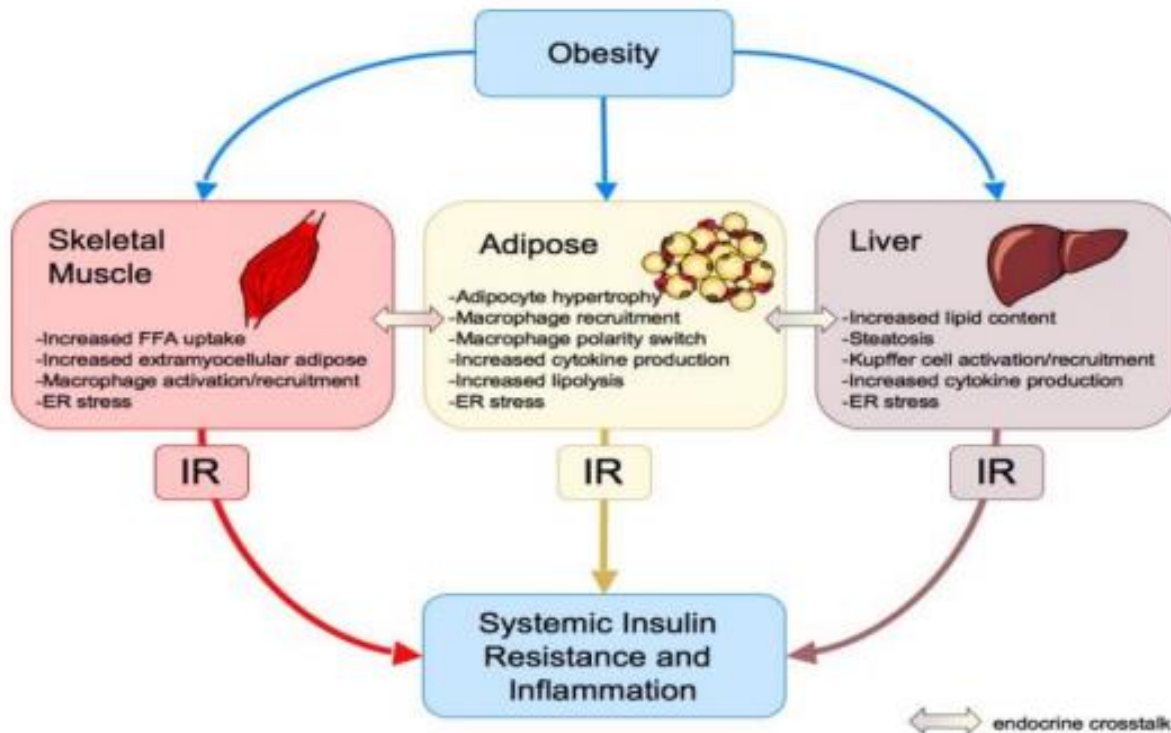 Obesity
Skeletal
Muscle
-Increased FFA uptake
-Increased extramyocellular adipose
-Macrophage activation/recruitment
-ER stress
Adipose
-Adipocyte hypertrophy
-Macrophage recruitment
-Macrophage polarity switch
-Increased cytokine production
-Increased lipolysis
-ER stress
Liver
-Increased lipid content
-Steatosis
-Kupffer cell activation/recruitment
-Increased cytokine production
-ER stress
IR
IR
IR
Systemic Insulin
Resistance and
Inflammation
endocrine crosstalk